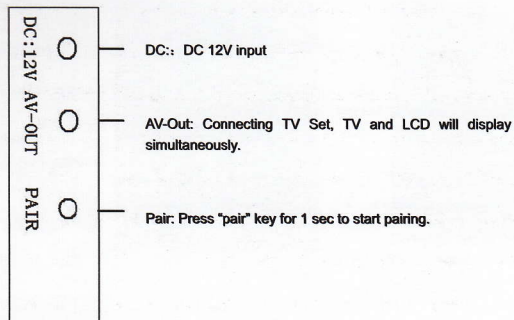 DC:12V AV-OUT PAIR
DC:：DC 12V input
AV-Out: Connecting TV Set, TV and LCD will display
simultaneously.
Pair: Press “pair” key for 1 sec to start pairing.